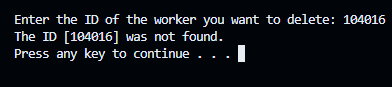 Enter the ID of the worker you want to delete: 104016
The ID [104016] was not found.
Press any key to continue . . .